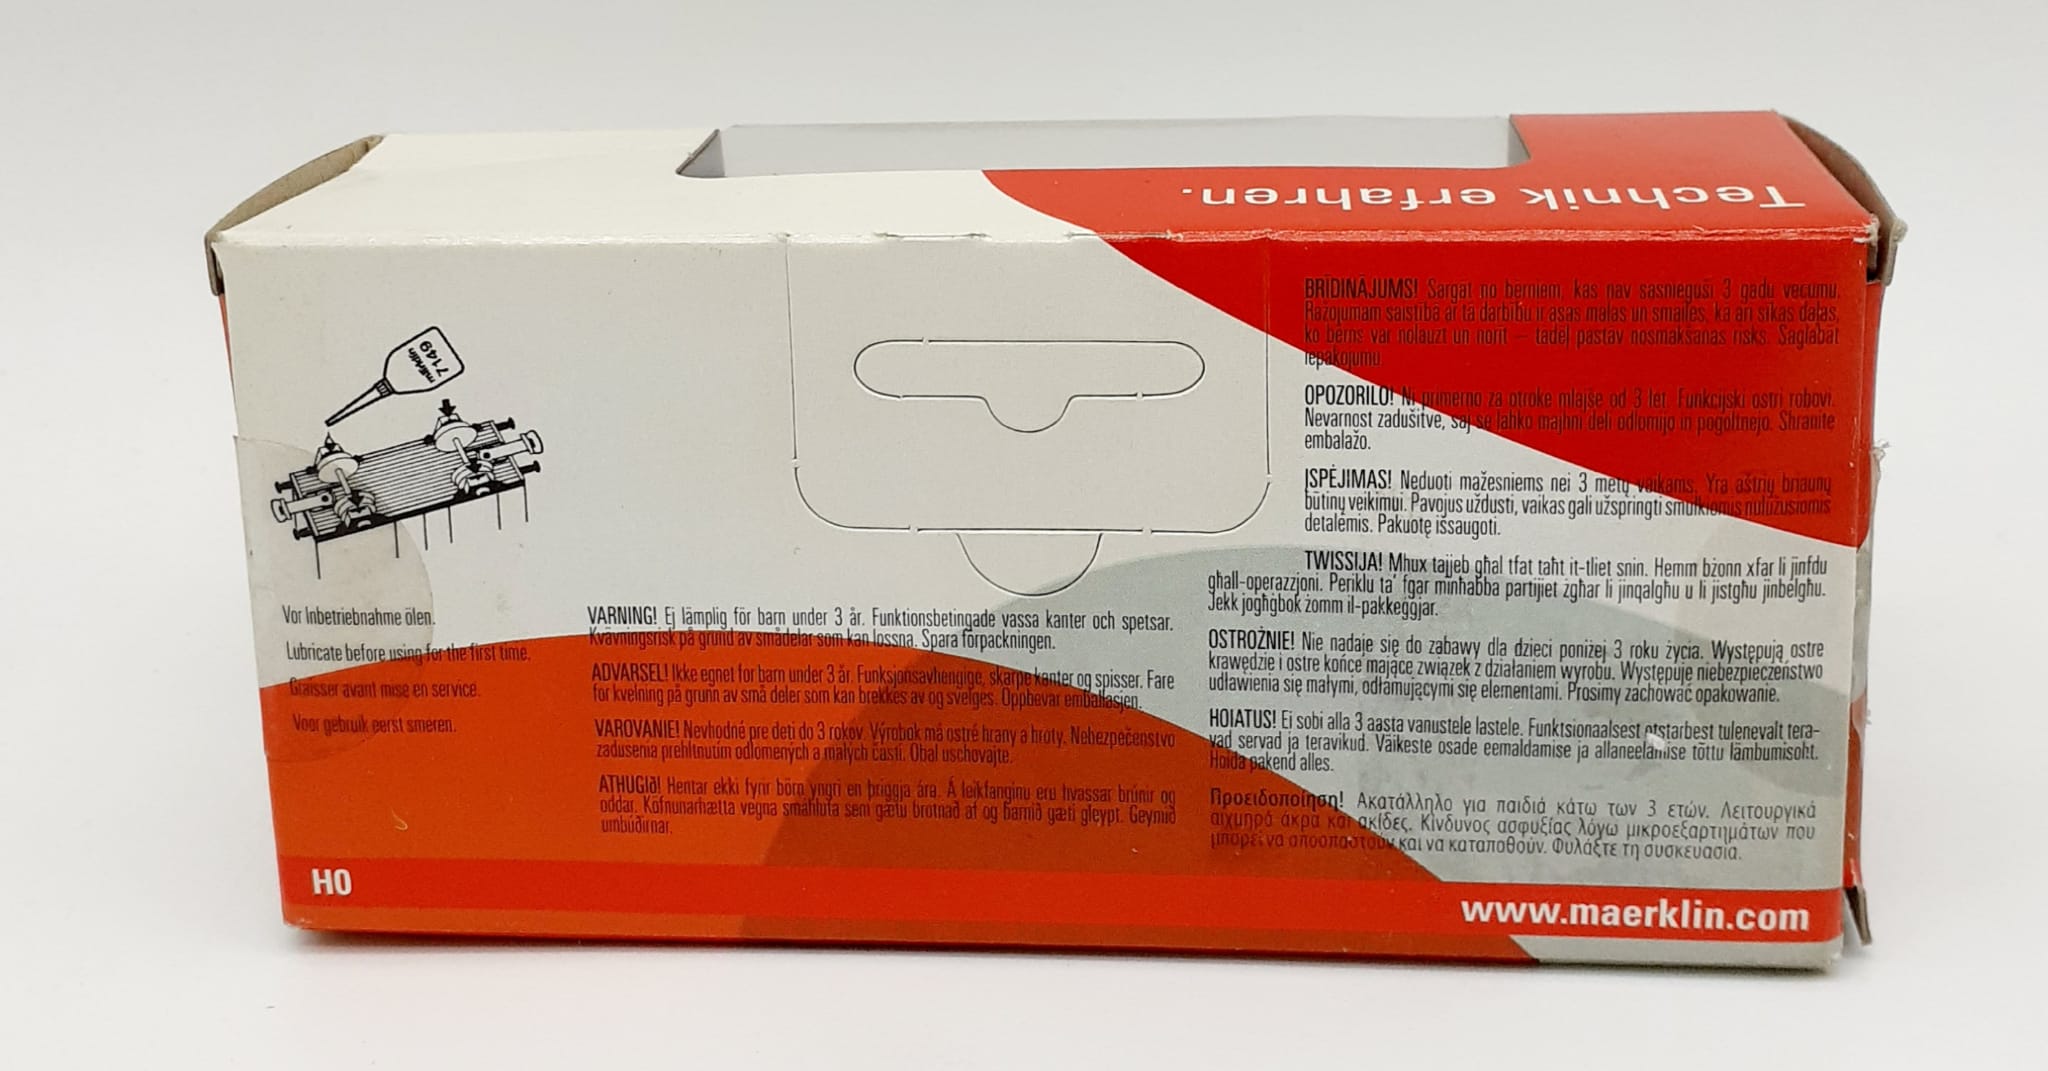 Technik erfahren.
märklin
7149
Vor Inbetriebnahme ölen.
Lubricate before using for the first time.
Graisser avant mise en service.
Voor gebruik eerst smeren.
VARNING! Ej lämplig för barn under 3 år. Funktionsbetingade vassa kanter och spetsar.
Kvävningsrisk på grund av smådelar som kan lossna. Spara förpackningen.
ADVARSEL! Ikke egnet for barn under 3 år. Funksjonsavhengige, skarpe kanter og spisser. Fare
for kvelning på grunn av små deler som kan brekkes av og svelges. Oppbevar emballasjen.
VAROVANIE! Nevhodné pre deti do 3 rokov. Výrobok má ostré hrany a hroty. Nebezpečenstvo
zadusenia prehltnutím odlomených a malých častí. Obal uschovajte.
ATHUGIÐ! Hentar ekki fyrir börn yngri en þriggja ára. Á leikfanginu eru hvassar brúnir og
oddar. Köfnunarhætta vegna smáhluta sem gætu brotnað af og barnið gæti gleypt. Geymið
umbúðirnar.
BRĪDINĀJUMS! Sargāt no bērniem, kas nav sasnieguši 3 gadu vecumu.
Ražojumam saistībā ar tā darbību ir asas malas un smailes, kā arī sīkas daļas,
ko bērns var nolauzt un norīt – tādēļ pastāv nosmakšanas risks. Saglabāt
iepakojumu
OPOZORILO! Ni primerno za otroke mlajše od 3 let. Funkcijski ostri robovi.
Nevarnost zadušitve, saj se lahko majhni deli odlomijo in pogoltnejo. Shranite
embalažo.
ĮSPĖJIMAS! Neduoti mažesniems nei 3 metų vaikams. Yra aštrių briaunų
būtinų veikimui. Pavojus uždusti, vaikas gali užspringti smulkiomis nulūžusiomis
detalėmis. Pakuotę išsaugoti.
TWISSIJA! Mhux tajjeb għal tfat taħt it-tliet snin. Hemm bżonn xfar li jinfdu
għall-operazzjoni. Periklu ta' fgar minħabba partijiet żgħar li jinqalgħu u li jistgħu jinbelgħu.
Jekk jogħġbok żomm il-pakkeġġjar.
OSTROŻNIE! Nie nadaje się do zabawy dla dzieci poniżej 3 roku życia. Występują ostre
krawędzie i ostre końce mające związek z działaniem wyrobu. Występuje niebezpieczeństwo
udławienia się małymi, odłamującymi się elementami. Prosimy zachować opakowanie.
HOIATUS! Ei sobi alla 3 aasta vanustele lastele. Funktsionaalsest otstarbest tulenevalt tera-
vad servad ja teravikud. Väikeste osade eemaldamise ja allaneelamise tõttu lämbumisoht.
Hoida pakend alles.
Προειδοποίηση! Ακατάλληλο για παιδιά κάτω των 3 ετών. Λειτουργικά
αιχμηρά άκρα και ακίδες. Κίνδυνος ασφυξίας λόγω μικροεξαρτημάτων που
μπορεί να αποσπαστούν και να καταποθούν. Φυλάξτε τη συσκευασία.
H0
www.maerklin.com